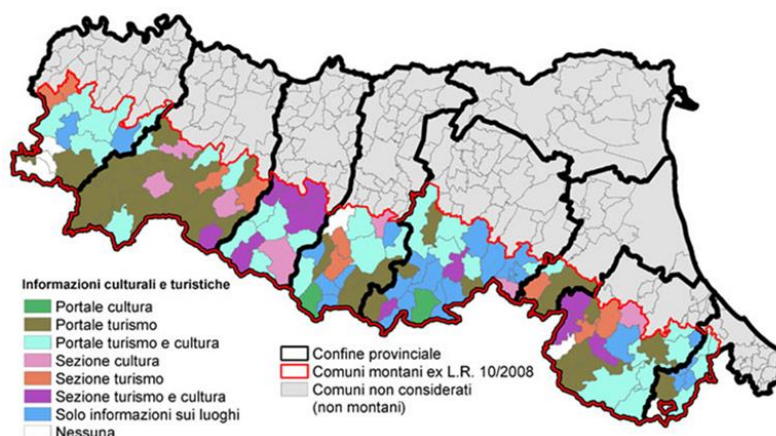 Informazioni culturali e turistiche
Portale cultura
Portale turismo
Portale turismo e cultura
Sezione cultura
Sezione turismo
Sezione turismo e cultura
Solo informazioni sui luoghi
Nessuna
Confine provinciale
Comuni montani ex L.R. 10/2008
Comuni non considerati
(non montani)